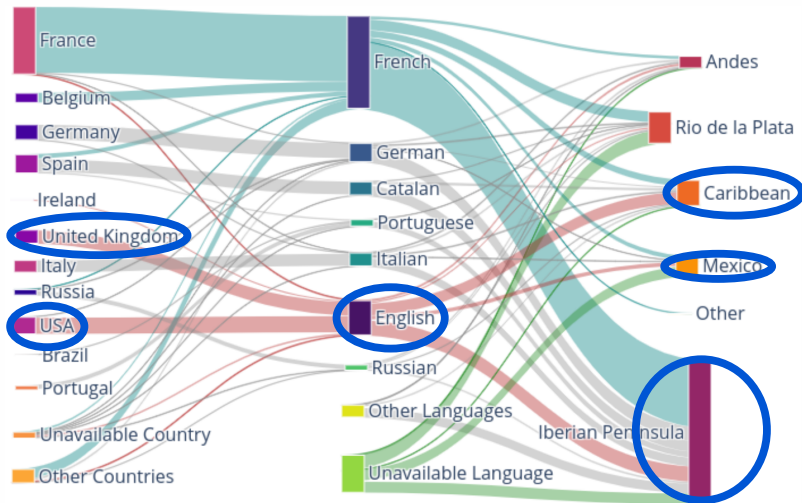 France
Belgium
Germany
Spain
Ireland
United Kingdom
Italy
Russia
USA
Brazil
Portugal
Unavailable Country
Other Countries
French
German
Catalan
Portuguese
Italian
English
Russian
Other Languages
Unavailable Language
Andes
Rio de la Plata
Caribbean
Mexico
Other
Iberian Peninsula